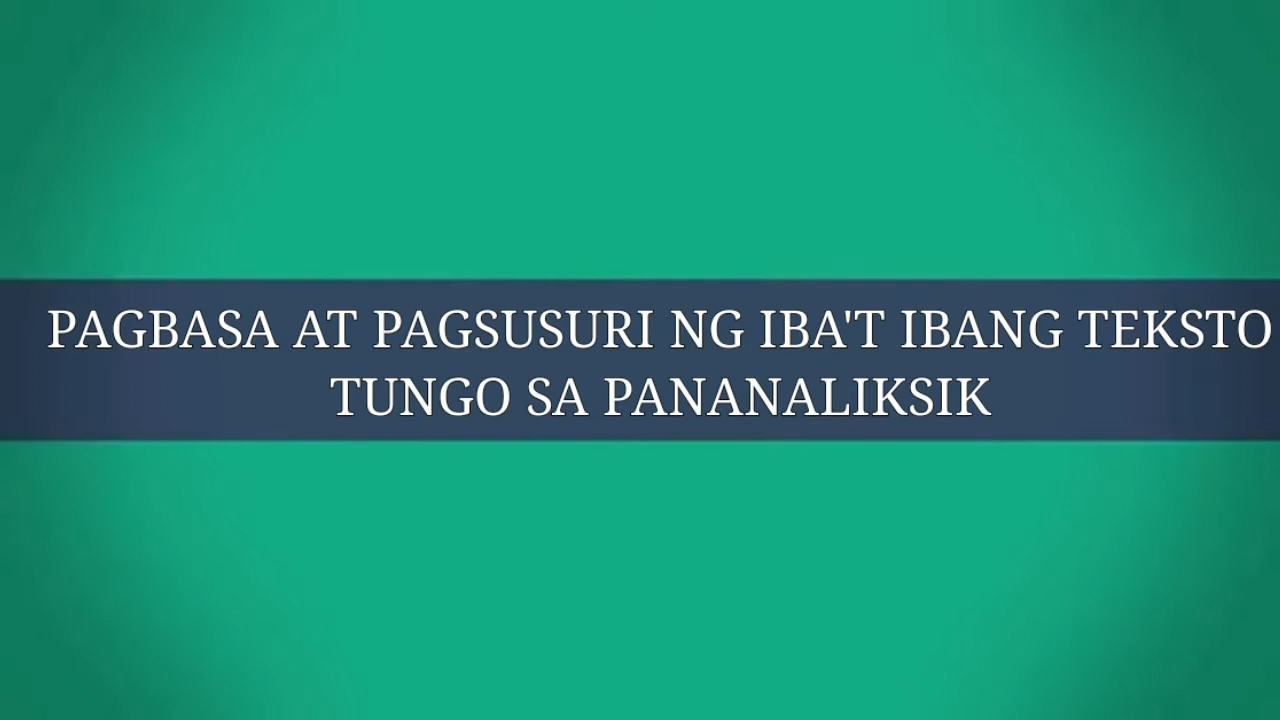 PAGBASA AT PAGSUSURI NG IBA'T IBANG TEKSTO
TUNGO SA PANANALIKSIK